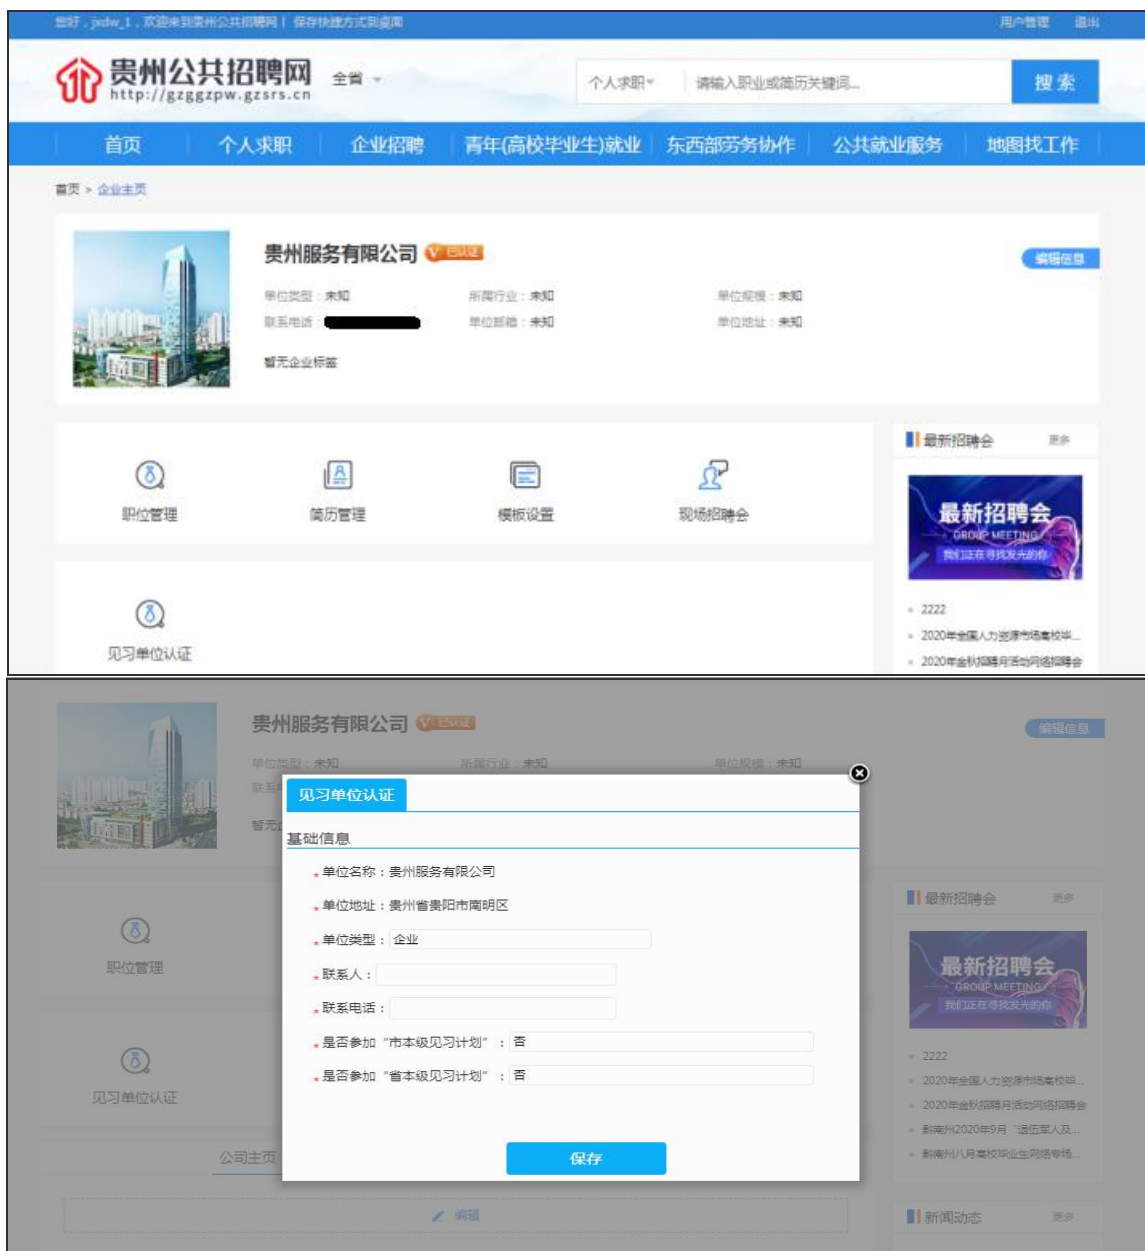 您好，jxdw_1，欢迎来到贵州公共招聘网 | 保存快捷方式到桌面 用户管理 退出
贵州公共招聘网 全省
http://gzggzpw.gzsrs.cn
个人求职 请输入职业或简历关键词... 搜索
首页 个人求职 企业招聘 青年(高校毕业生)就业 东西部劳务协作 公共就业服务 地图找工作
首页 > 企业主页
贵州服务有限公司 V 已认证 编辑信息
单位类型：未知 所属行业：未知 单位规模：未知
联系电话： 单位邮箱：未知 单位地址：未知
暂无企业标签
职位管理 简历管理 模板设置 现场招聘会
见习单位认证
最新招聘会 更多
最新招聘会
GROUP MEETING
我们正在寻找发光的你
2222
2020年全国人力资源市场高校毕...
2020年金秋招聘月活动网络招聘会
贵州服务有限公司 V 已认证 编辑信息
单位类型：未知 所属行业：未知 单位规模：未知
联系
暂无
见习单位认证
基础信息
*单位名称：贵州服务有限公司
*单位地址：贵州省贵阳市南明区
*单位类型：企业
*联系人：
*联系电话：
*是否参加“市本级见习计划”：否
*是否参加“省本级见习计划”：否
保存
职位管理
见习单位认证
公司主页
编辑
最新招聘会 更多
最新招聘会
GROUP MEETING
我们正在寻找发光的你
2222
2020年全国人力资源市场高校毕...
2020年金秋招聘月活动网络招聘会
黔南州2020年9月“退伍军人及...
黔南州八月高校毕业生网络专场...
新闻动态 更多